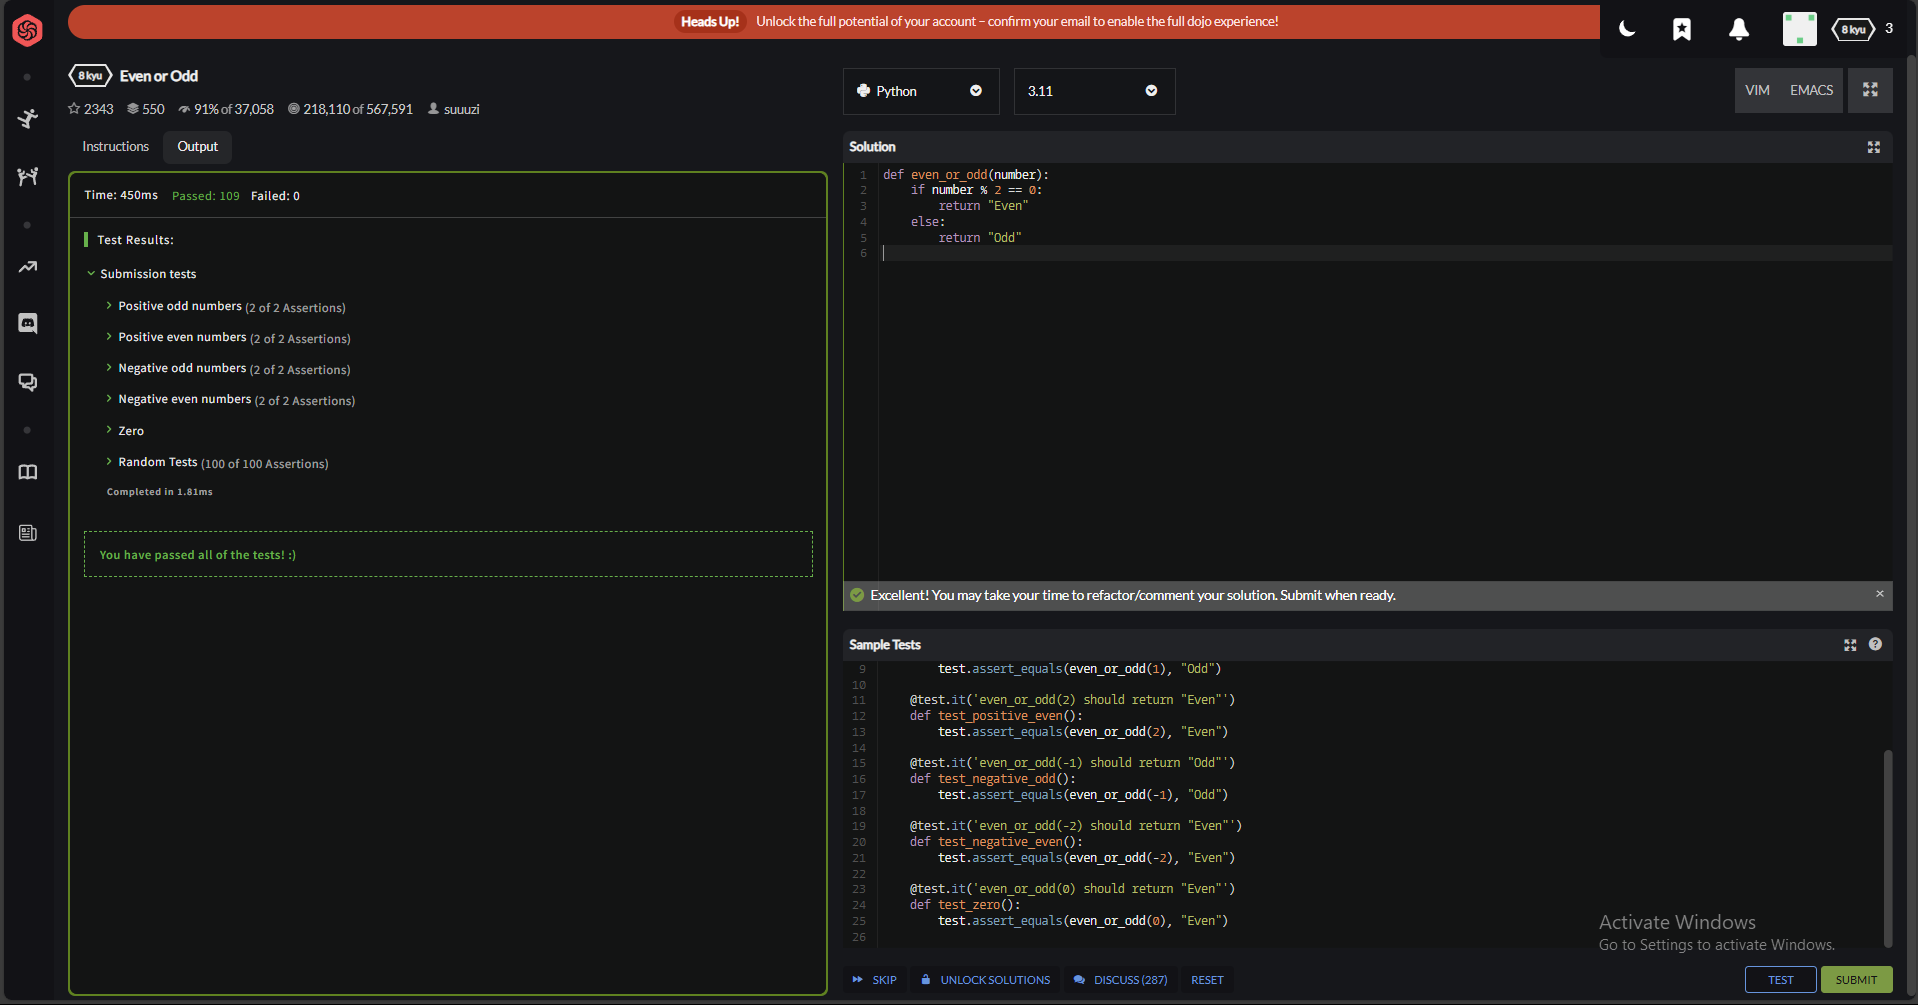 Heads Up! Unlock the full potential of your account – confirm your email to enable the full dojo experience!
8 kyu 3
8 kyu Even or Odd
2343 550 91% of 37,058 218,110 of 567,591 suuuzi
Instructions Output
Time: 450ms Passed: 109 Failed: 0
Test Results:
Submission tests
Positive odd numbers (2 of 2 Assertions)
Positive even numbers (2 of 2 Assertions)
Negative odd numbers (2 of 2 Assertions)
Negative even numbers (2 of 2 Assertions)
Zero
Random Tests (100 of 100 Assertions)
Completed in 1.81ms
You have passed all of the tests! :)
Python 3.11 VIM EMACS
Solution
1 def even_or_odd(number):
2 if number % 2 == 0:
3 return "Even"
4 else:
5 return "Odd"
6
Excellent! You may take your time to refactor/comment your solution. Submit when ready. ×
Sample Tests ?
9 test.assert_equals(even_or_odd(1), "Odd")
10
11 @test.it('even_or_odd(2) should return "Even"')
12 def test_positive_even():
13 test.assert_equals(even_or_odd(2), "Even")
14
15 @test.it('even_or_odd(-1) should return "Odd"')
16 def test_negative_odd():
17 test.assert_equals(even_or_odd(-1), "Odd")
18
19 @test.it('even_or_odd(-2) should return "Even"')
20 def test_negative_even():
21 test.assert_equals(even_or_odd(-2), "Even")
22
23 @test.it('even_or_odd(0) should return "Even"')
24 def test_zero():
25 test.assert_equals(even_or_odd(0), "Even")
26
Activate Windows
Go to Settings to activate Windows.
SKIP UNLOCK SOLUTIONS DISCUSS (287) RESET TEST SUBMIT